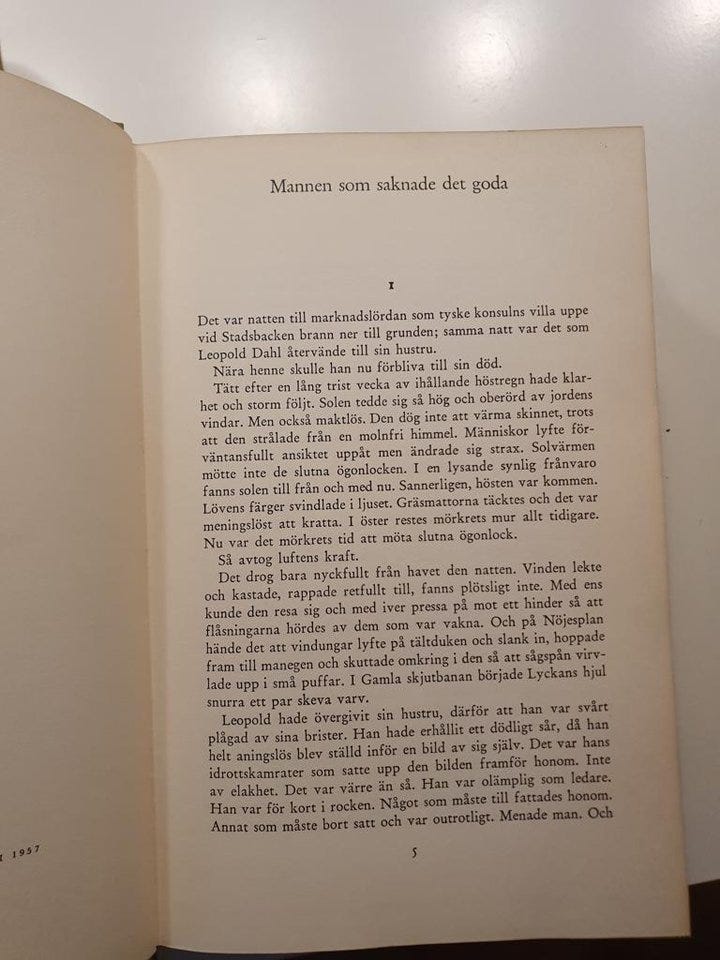 Mannen som saknade det goda
I
Det var natten till marknadslördan som tyske konsulns villa uppe
vid Stadsbacken brann ner till grunden; samma natt var det som
Leopold Dahl återvände till sin hustru.
Nära henne skulle han nu förbliva till sin död.
Tätt efter en lång trist vecka av ihållande höstregn hade klar-
het och storm följt. Solen tedde sig så hög och oberörd av jordens
vindar. Men också maktlös. Den dög inte att värma skinnet, trots
att den strålade från en molnfri himmel. Människor lyfte för-
väntansfullt ansiktet uppåt men ändrade sig strax. Solvärmen
mötte inte de slutna ögonlocken. I en lysande synlig frånvaro
fanns solen till från och med nu. Sannerligen, hösten var kommen.
Lövens färger svindlade i ljuset. Gräsmattorna täcktes och det var
meningslöst att kratta. I öster restes mörkrets mur allt tidigare.
Nu var det mörkrets tid att möta slutna ögonlock.
Så avtog luftens kraft.
Det drog bara nyckfullt från havet den natten. Vinden lekte
och kastade, rappade retfullt till, fanns plötsligt inte. Med ens
kunde den resa sig och med iver pressa på mot ett hinder så att
flåsningarna hördes av dem som var vakna. Och på Nöjesplan
hände det att vindungar lyfte på tältduken och slank in, hoppade
fram till manegen och skuttade omkring i den så att sågspån virv-
lade upp i små puffar. I Gamla skjutbanan började Lyckans hjul
snurra ett par skeva varv.
Leopold hade övergivit sin hustru, därför att han var svårt
plågad av sina brister. Han hade erhållit ett dödligt sår, då han
helt aningslös blev ställd inför en bild av sig själv. Det var hans
idrottskamrater som satte upp den bilden framför honom. Inte
av elakhet. Det var värre än så. Han var olämplig som ledare.
Han var för kort i rocken. Något som måste till fattades honom.
Annat som måste bort satt och var outrotligt. Menade man. Och
5
1957